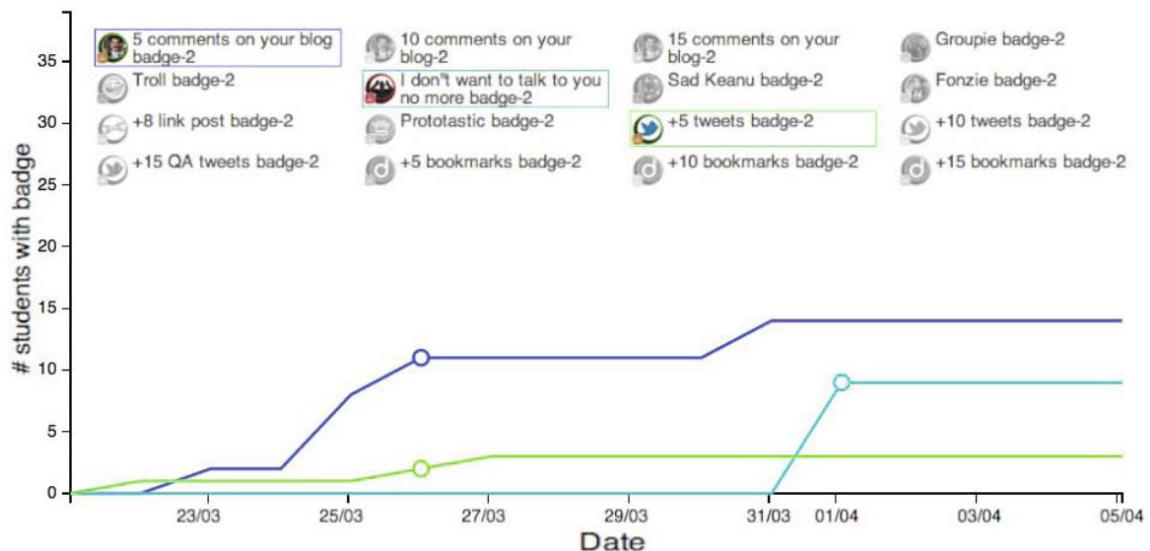 5 comments on your blog
badge-2
10 comments on your
blog-2
15 comments on your
blog-2
Groupie badge-2
Troll badge-2
I don't want to talk to you
no more badge-2
Sad Keanu badge-2
Fonzie badge-2
+8 link post badge-2
Prototastic badge-2
+5 tweets badge-2
+10 tweets badge-2
+15 QA tweets badge-2
+5 bookmarks badge-2
+10 bookmarks badge-2
+15 bookmarks badge-2
# students with badge
35
30
25
20
15
10
5
0
23/03
25/03
27/03
29/03
31/03
01/04
03/04
05/04
Date